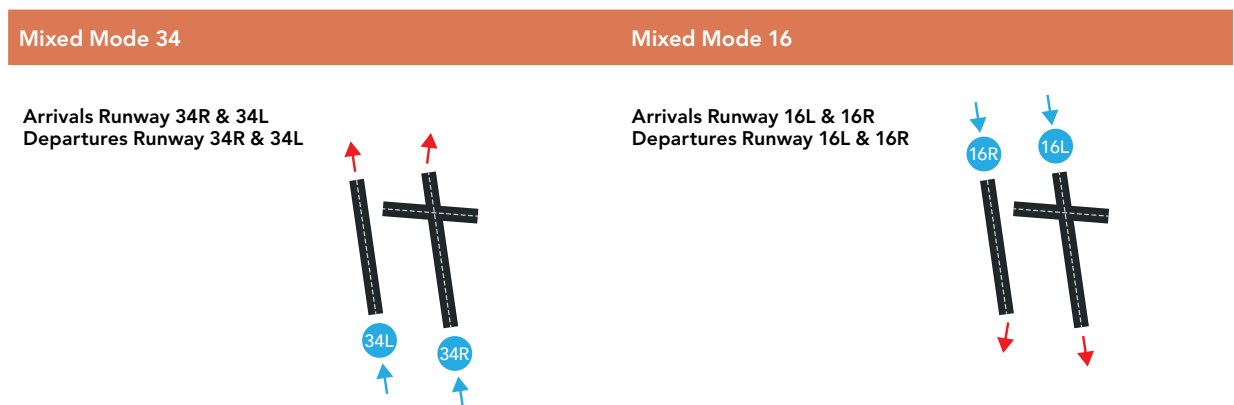 Mixed Mode 34
Arrivals Runway 34R & 34L
Departures Runway 34R & 34L
34L
34R
Mixed Mode 16
Arrivals Runway 16L & 16R
Departures Runway 16L & 16R
16R
16L